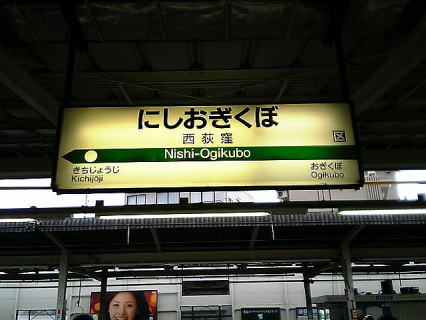 にしおぎくぼ
西荻窪
区
Nishi-Ogikubo
きちじょうじ
Kichijōji
おぎくぼ
Ogikubo